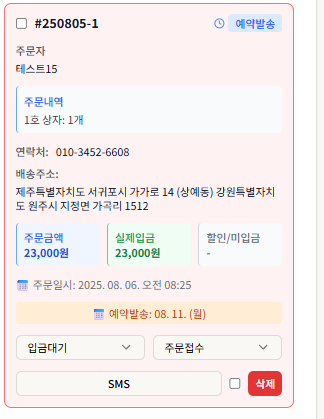 #250805-1 예약발송
주문자
테스트15
주문내역
1호 상자: 1개
연락처: 010-3452-6608
배송주소:
제주특별자치도 서귀포시 가가로 14 (상예동) 강원특별자치
도 원주시 지정면 가곡리 1512
주문금액 실제입금 할인/미입금
23,000원 23,000원 -
주문일시: 2025. 08. 06. 오전 08:25
예약발송: 08. 11. (월)
입금대기 주문접수
SMS 삭제